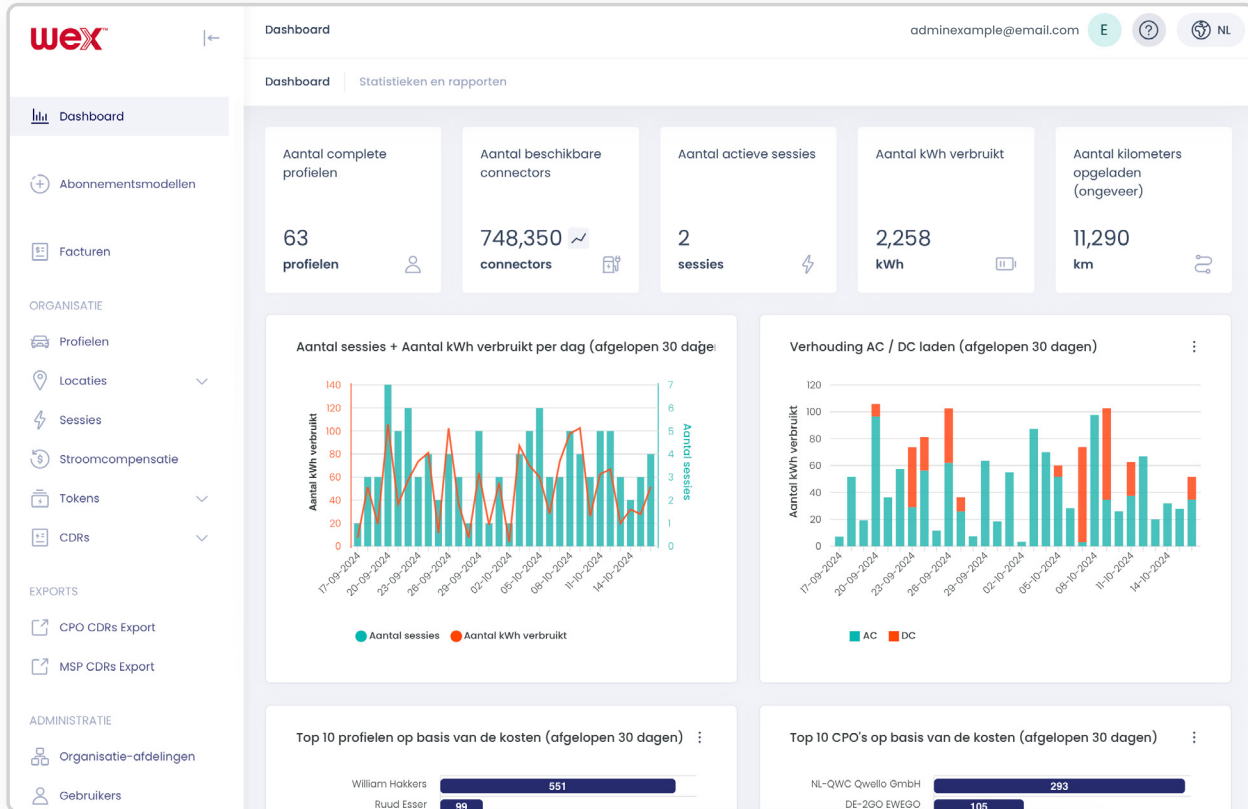 wex
Dashboard
adminexample@email.com
E
?
NL
Dashboard
Statistieken en rapporten
Dashboard
Abonnementsmodellen
Facturen
ORGANISATIE
Profielen
Locaties
Sessies
Stroomcompensatie
Tokens
CDRs
EXPORTS
CPO CDRs Export
MSP CDRs Export
ADMINISTRATIE
Organisatie-afdelingen
Gebruikers
Aantal complete
profielen
63
profielen
Aantal beschikbare
connectors
748,350
connectors
Aantal actieve sessies
2
sessies
Aantal kWh verbruikt
2,258
kWh
Aantal kilometers
opgeladen
(ongeveer)
11,290
km
Aantal sessies + Aantal kWh verbruikt per dag (afgelopen 30 dage
Aantal kWh verbruikt
140
120
100
80
60
40
20
0
7
6
5
4
3
2
1
0
Aantal sessies
17-09-2024
20-09-2024
23-09-2024
26-09-2024
29-09-2024
02-10-2024
05-10-2024
08-10-2024
11-10-2024
14-10-2024
Aantal sessies
Aantal kWh verbruikt
Verhouding AC / DC laden (afgelopen 30 dagen)
Aantal kWh verbruikt
120
100
80
60
40
20
0
17-09-2024
20-09-2024
23-09-2024
26-09-2024
29-09-2024
02-10-2024
05-10-2024
08-10-2024
11-10-2024
14-10-2024
AC
DC
Top 10 profielen op basis van de kosten (afgelopen 30 dagen)
William Hakkers
551
Ruud Esser
99
Top 10 CPO's op basis van de kosten (afgelopen 30 dagen)
NL-QWC Qwello GmbH
293
DE-2GO EWEGO
105